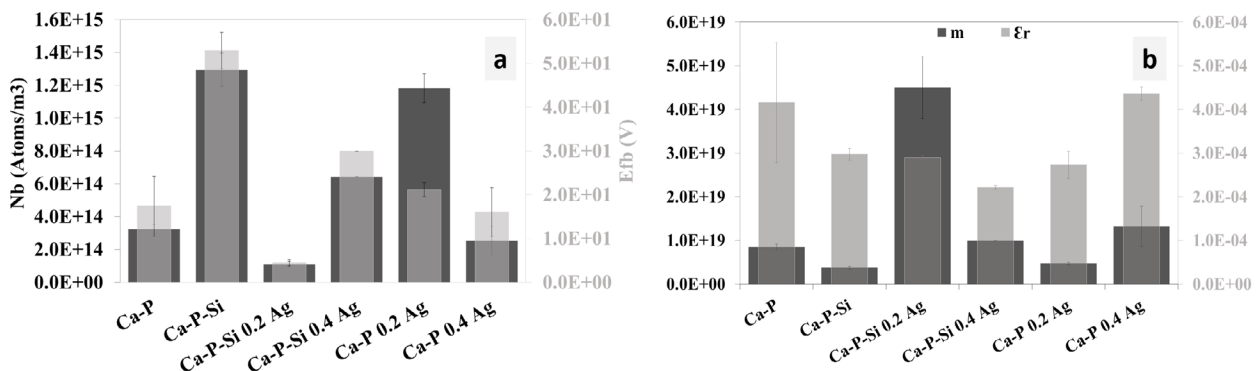 a
Nb (Atoms/m3)
1.6E+15
1.4E+15
1.2E+15
1.0E+15
8.0E+14
6.0E+14
4.0E+14
2.0E+14
0.0E+00
6.0E+01
5.0E+01
4.0E+01
3.0E+01
2.0E+01
1.0E+01
0.0E+00
Efb (V)
Ca-P
Ca-P-Si
Ca-P-Si 0.2 Ag
Ca-P-Si 0.4 Ag
Ca-P 0.2 Ag
Ca-P 0.4 Ag
b
m
Ɛr
6.0E+19
5.0E+19
4.0E+19
3.0E+19
2.0E+19
1.0E+19
0.0E+00
6.0E-04
5.0E-04
4.0E-04
3.0E-04
2.0E-04
1.0E-04
0.0E+00
Ca-P
Ca-P-Si
Ca-P-Si 0.2 Ag
Ca-P-Si 0.4 Ag
Ca-P 0.2 Ag
Ca-P 0.4 Ag